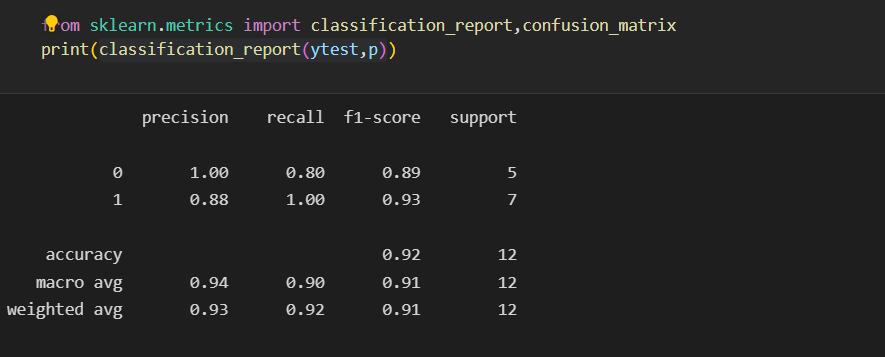 from sklearn.metrics import classification_report,confusion_matrix
print(classification_report(ytest,p))
precision recall f1-score support
0 1.00 0.80 0.89 5
1 0.88 1.00 0.93 7
accuracy 0.92 12
macro avg 0.94 0.90 0.91 12
weighted avg 0.93 0.92 0.91 12